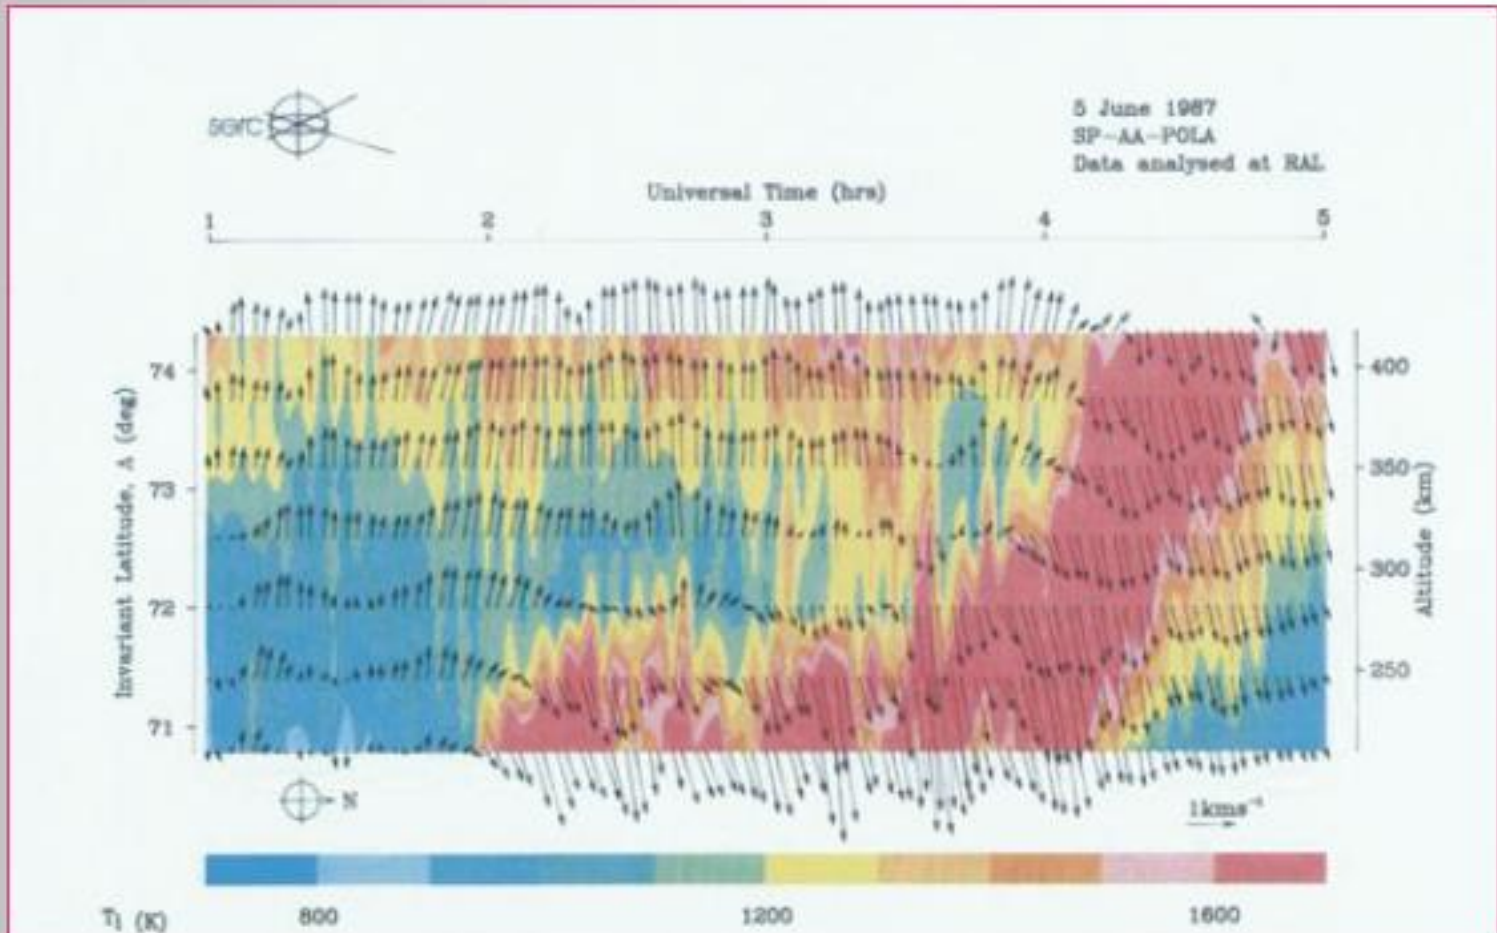 serc
5 June 1987
SP-AA-POLA
Data analysed at RAL
Universal Time (hrs)
1 2 3 4 5
74
73
72
71
Invariant Latitude, Λ (deg)
400
350
300
250
Altitude (km)
N
1kms⁻¹
Tᵢ (K) 800 1200 1600